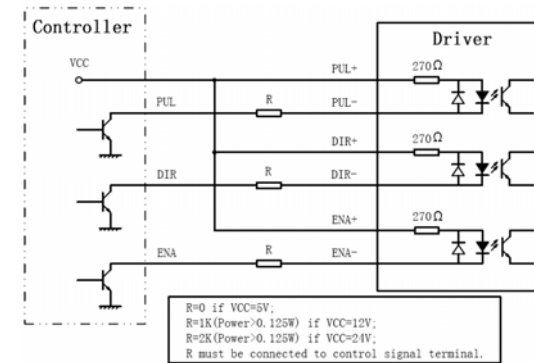 Controller
Driver
VCC
PUL+
270Ω
PUL
R
PUL-
DIR+
270Ω
DIR
R
DIR-
ENA+
270Ω
ENA
R
ENA-
R=0 if VCC=5V;
R=1K(Power>0.125W) if VCC=12V;
R=2K(Power>0.125W) if VCC=24V;
R must be connected to control signal terminal.